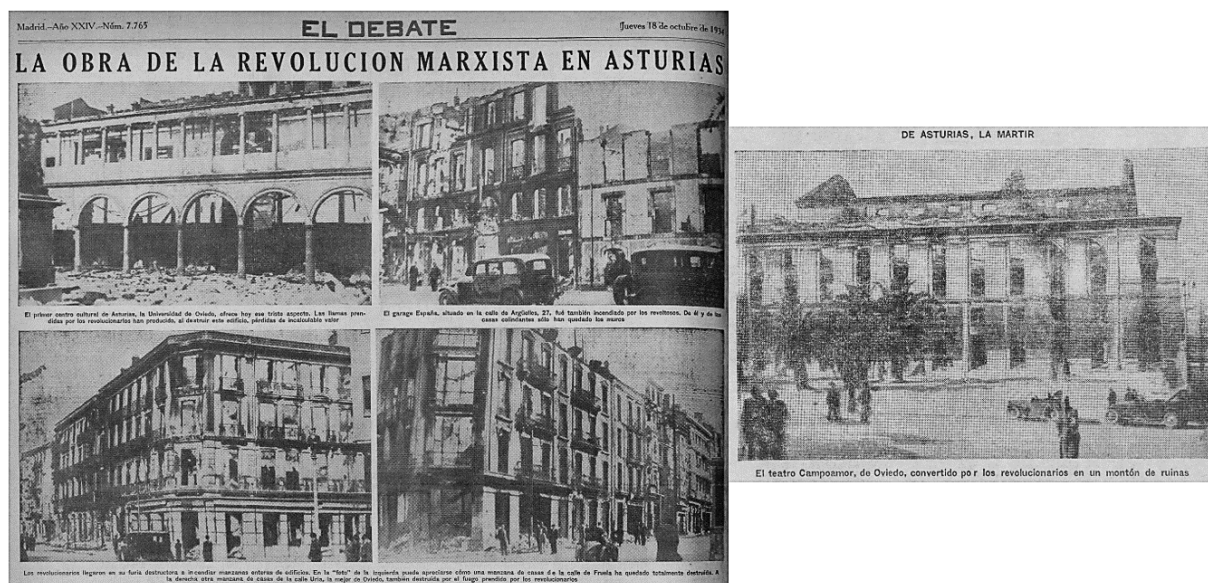 Madrid.—Año XXIV.—Núm. 7.765
EL DEBATE
Jueves 18 de octubre de 1934
LA OBRA DE LA REVOLUCION MARXISTA EN ASTURIAS
El primer centro cultural de Asturias, la Universidad de Oviedo, ofrece hoy ese triste aspecto. Las llamas pren-
didas por los revolucionarios han producido, al destruir este edificio, pérdidas de incalculable valor
El garage España, situado en la calle de Argüelles, 27, fué también incendiado por los revoltosos. De él y de las
casas colindantes sólo han quedado los muros
Los revolucionarios llegaron en su furia destructora a incendiar manzanas enteras de edificios. En la "foto" de la izquierda puede apreciarse cómo una manzana de casas de la calle de Fruela ha quedado totalmente destruída. A
la derecha otra manzana de casas de la calle Uría, la mejor de Oviedo, también destruída por el fuego prendido por los revolucionarios
DE ASTURIAS, LA MARTIR
El teatro Campoamor, de Oviedo, convertido por los revolucionarios en un montón de ruinas